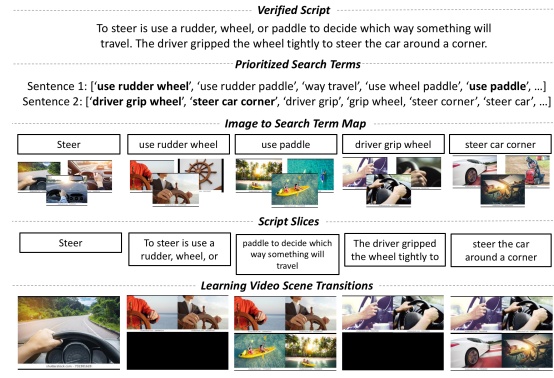 Verified Script
To steer is use a rudder, wheel, or paddle to decide which way something will
travel. The driver gripped the wheel tightly to steer the car around a corner.
Prioritized Search Terms
Sentence 1: ['use rudder wheel', 'use rudder paddle', 'way travel', 'use wheel paddle', 'use paddle', ...]
Sentence 2: ['driver grip wheel', 'steer car corner', 'driver grip', 'grip wheel, 'steer corner', 'steer car', ...]
Image to Search Term Map
Steer
use rudder wheel
use paddle
driver grip wheel
steer car corner
Script Slices
Steer
To steer is use a
rudder, wheel, or
paddle to decide which
way something will
travel
The driver gripped
the wheel tightly to
steer the car
around a corner
Learning Video Scene Transitions